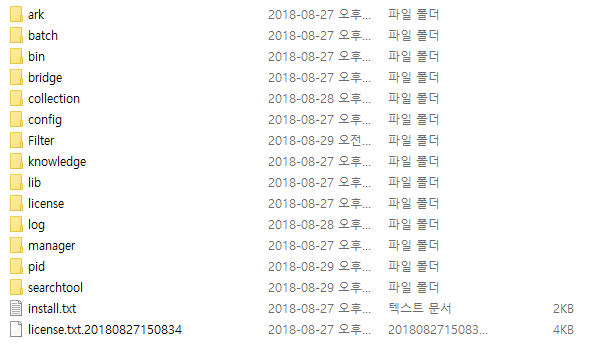 ark 2018-08-27 오후... 파일 폴더
batch 2018-08-27 오후... 파일 폴더
bin 2018-08-27 오후... 파일 폴더
bridge 2018-08-27 오후... 파일 폴더
collection 2018-08-28 오후... 파일 폴더
config 2018-08-27 오후... 파일 폴더
Filter 2018-08-29 오전... 파일 폴더
knowledge 2018-08-27 오후... 파일 폴더
lib 2018-08-27 오후... 파일 폴더
license 2018-08-27 오후... 파일 폴더
log 2018-08-28 오후... 파일 폴더
manager 2018-08-27 오후... 파일 폴더
pid 2018-08-29 오후... 파일 폴더
searchtool 2018-08-29 오후... 파일 폴더
install.txt 2018-08-27 오후... 텍스트 문서 2KB
license.txt.20180827150834 2018-08-27 오후... 2018082715083... 4KB